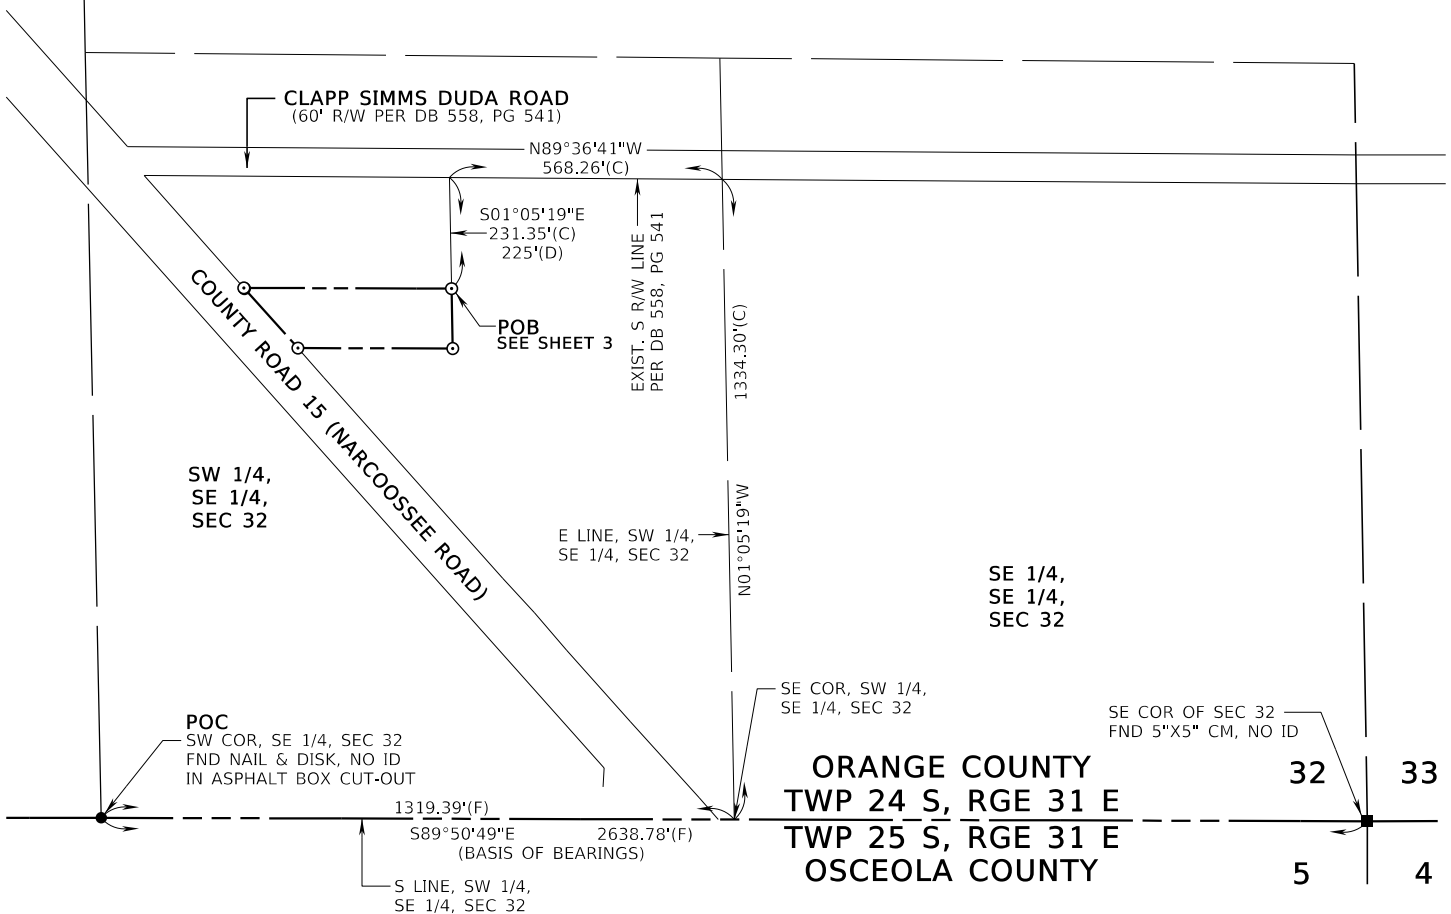 CLAPP SIMMS DUDA ROAD
(60' R/W PER DB 558, PG 541)
N89°36'41"W
568.26'(C)
S01°05'19"E
231.35'(C)
225'(D)
EXIST. S R/W LINE
PER DB 558, PG 541
POB
SEE SHEET 3
1334.30'(C)
N01°05'19"W
COUNTY ROAD 15 (NARCOOSSEE ROAD)
SW 1/4,
SE 1/4,
SEC 32
E LINE, SW 1/4,
SE 1/4, SEC 32
SE 1/4,
SE 1/4,
SEC 32
POC
SW COR, SE 1/4, SEC 32
FND NAIL & DISK, NO ID
IN ASPHALT BOX CUT-OUT
SE COR, SW 1/4,
SE 1/4, SEC 32
SE COR OF SEC 32
FND 5"X5" CM, NO ID
ORANGE COUNTY
TWP 24 S, RGE 31 E
TWP 25 S, RGE 31 E
OSCEOLA COUNTY
32
33
5
4
1319.39'(F)
S89°50'49"E
2638.78'(F)
(BASIS OF BEARINGS)
S LINE, SW 1/4,
SE 1/4, SEC 32